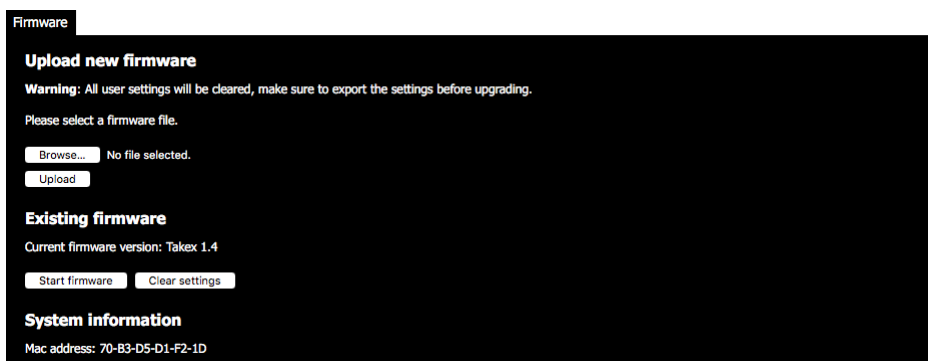 Firmware
Upload new firmware
Warning: All user settings will be cleared, make sure to export the settings before upgrading.
Please select a firmware file.
Browse... No file selected.
Upload
Existing firmware
Current firmware version: Takex 1.4
Start firmware Clear settings
System information
Mac address: 70-B3-D5-D1-F2-1D